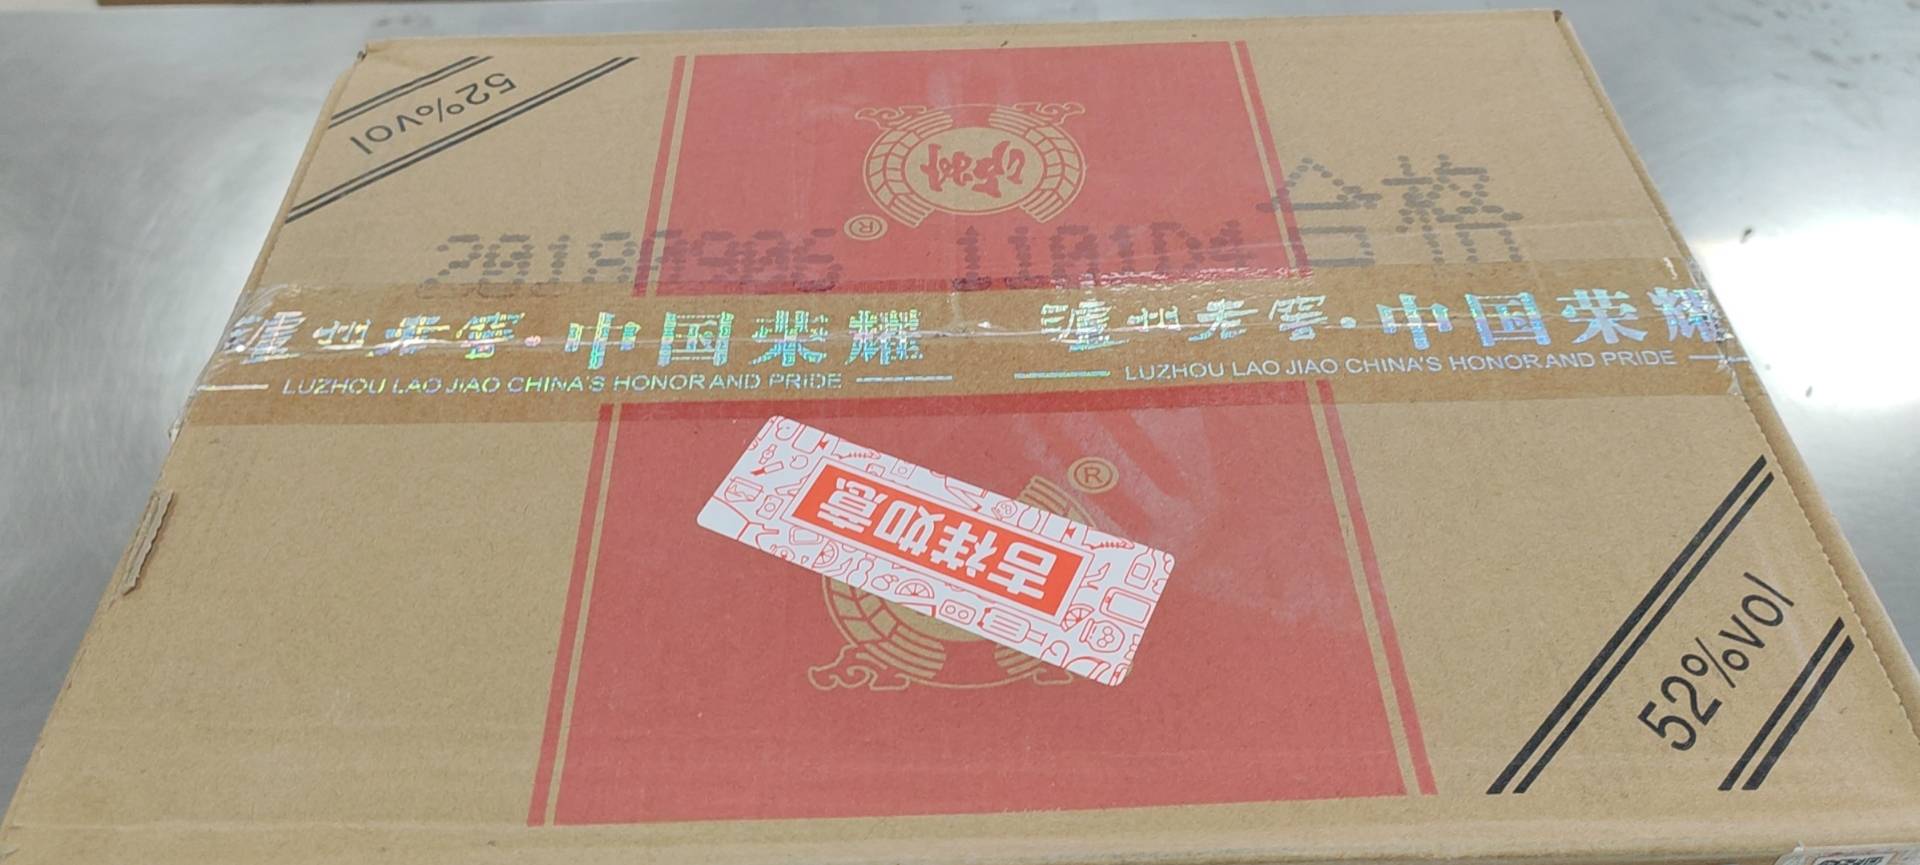 52%vol
®
合格
泸州老窖·中国荣耀 泸州老窖·中国荣耀
LUZHOU LAO JIAO CHINA'S HONOR AND PRIDE LUZHOU LAO JIAO CHINA'S HONOR AND PRIDE
®
吉祥如意
52%vol